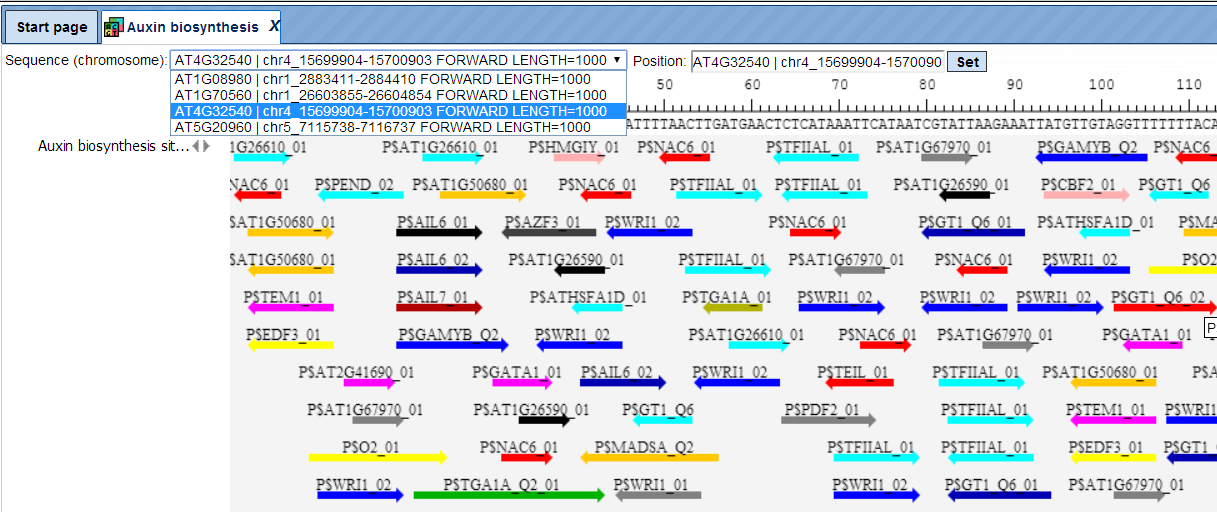 Start page Auxin biosynthesis X
Sequence (chromosome): AT4G32540 | chr4_15699904-15700903 FORWARD LENGTH=1000 Position: AT4G32540 | chr4_15699904-1570090 Set
AT1G08980 | chr1_2883411-2884410 FORWARD LENGTH=1000 50 60 70 80 90 100 110
AT1G70560 | chr1_26603855-26604854 FORWARD LENGTH=1000
AT4G32540 | chr4_15699904-15700903 FORWARD LENGTH=1000
AT5G20960 | chr5_7115738-7116737 FORWARD LENGTH=1000 ATTTTAACTTGATGAACTCTCATAAATTCATAATCGTATTAAGAAATTATGTTGTAGGTTTTTTTACA
Auxin biosynthesis sit... 1G26610_01 P$AT1G26610_01 P$HMGIY_01 P$NAC6_01 P$TFIIAL_01 P$AT1G67970_01 P$GAMYB_Q2 P$NAC6_01
NAC6_01 P$PEND_02 P$AT1G50680_01 P$NAC6_01 P$TFIIAL_01 P$TFIIAL_01 P$AT1G26590_01 P$CBF2_01 P$GT1_Q6
$AT1G50680_01 P$AIL6_01 P$AZF3_01 P$WRI1_02 P$NAC6_01 P$GT1_Q6_01 P$ATHSFA1D_01 P$MA
$AT1G50680_01 P$AIL6_02 P$AT1G26590_01 P$TFIIAL_01 P$AT1G67970_01 P$NAC6_01 P$WRI1_02 P$O2
P$TEM1_01 P$AIL7_01 P$ATHSFA1D_01 P$TGA1A_01 P$WRI1_02 P$WRI1_02 P$WRI1_02 P$GT1_Q6_02
P$EDF3_01 P$GAMYB_Q2 P$WRI1_02 P$AT1G26610_01 P$NAC6_01 P$AT1G67970_01 P$GATA1_01 P
P$AT2G41690_01 P$GATA1_01 P$AIL6_02 P$WRI1_02 P$TEIL_01 P$TFIIAL_01 P$AT1G50680_01 P$A
P$AT1G67970_01 P$AT1G26590_01 P$GT1_Q6 P$PDF2_01 P$TFIIAL_01 P$TEM1_01 P$WRI1
P$O2_01 P$NAC6_01 P$MADSA_Q2 P$TFIIAL_01 P$TFIIAL_01 P$EDF3_01 P$GT1
P$WRI1_02 P$TGA1A_Q2_01 P$WRI1_01 P$WRI1_02 P$GT1_Q6_01 P$AT1G67970_01